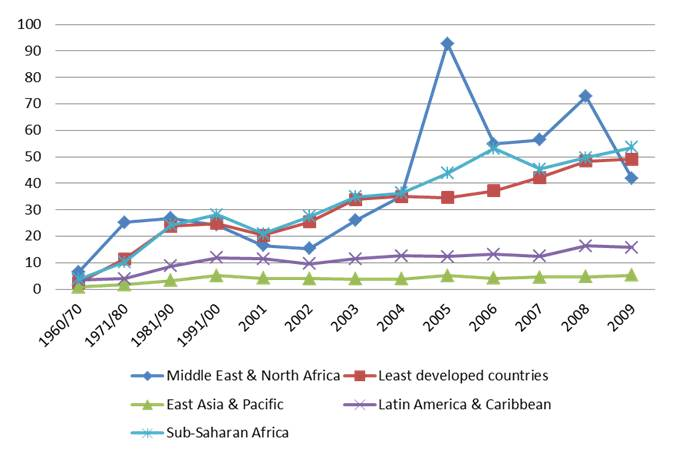 100
90
80
70
60
50
40
30
20
10
0
1960/70 1971/80 1981/90 1991/00 2001 2002 2003 2004 2005 2006 2007 2008 2009
Middle East & North Africa Least developed countries
East Asia & Pacific Latin America & Caribbean
Sub-Saharan Africa